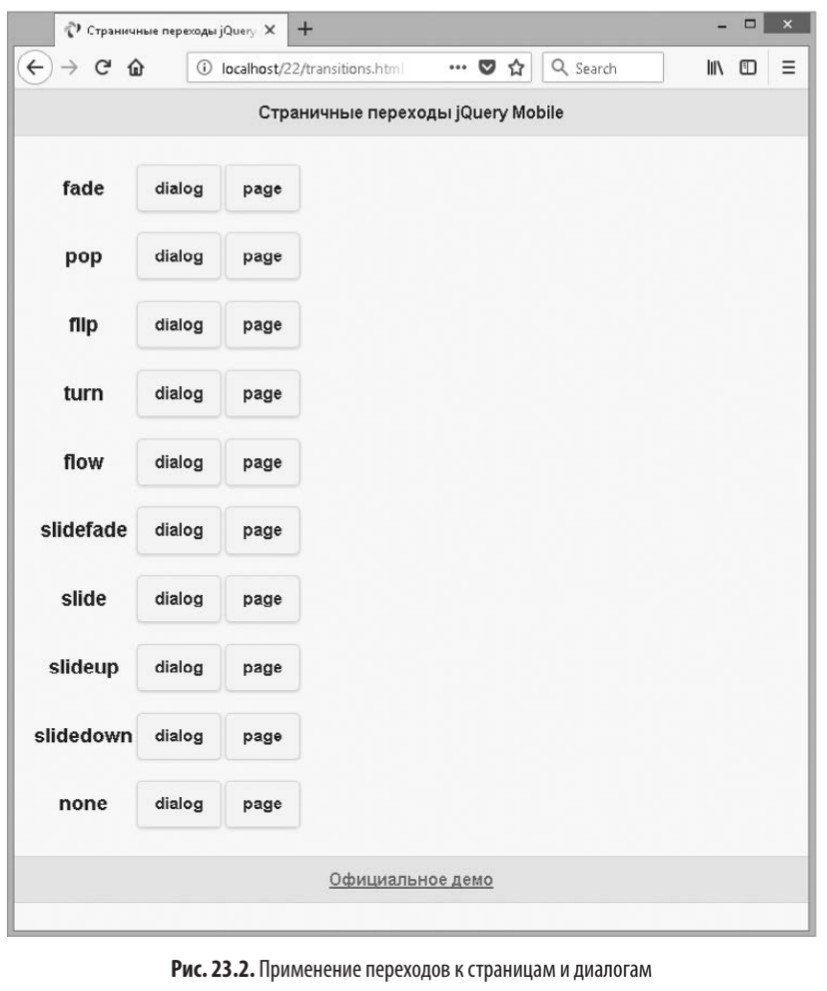 Страничные переходы jQuery
localhost/22/transitions.html
Search
Страничные переходы jQuery Mobile
fade dialog page
pop dialog page
flip dialog page
turn dialog page
flow dialog page
slidefade dialog page
slide dialog page
slideup dialog page
slidedown dialog page
none dialog page
Официальное демо
Рис. 23.2. Применение переходов к страницам и диалогам